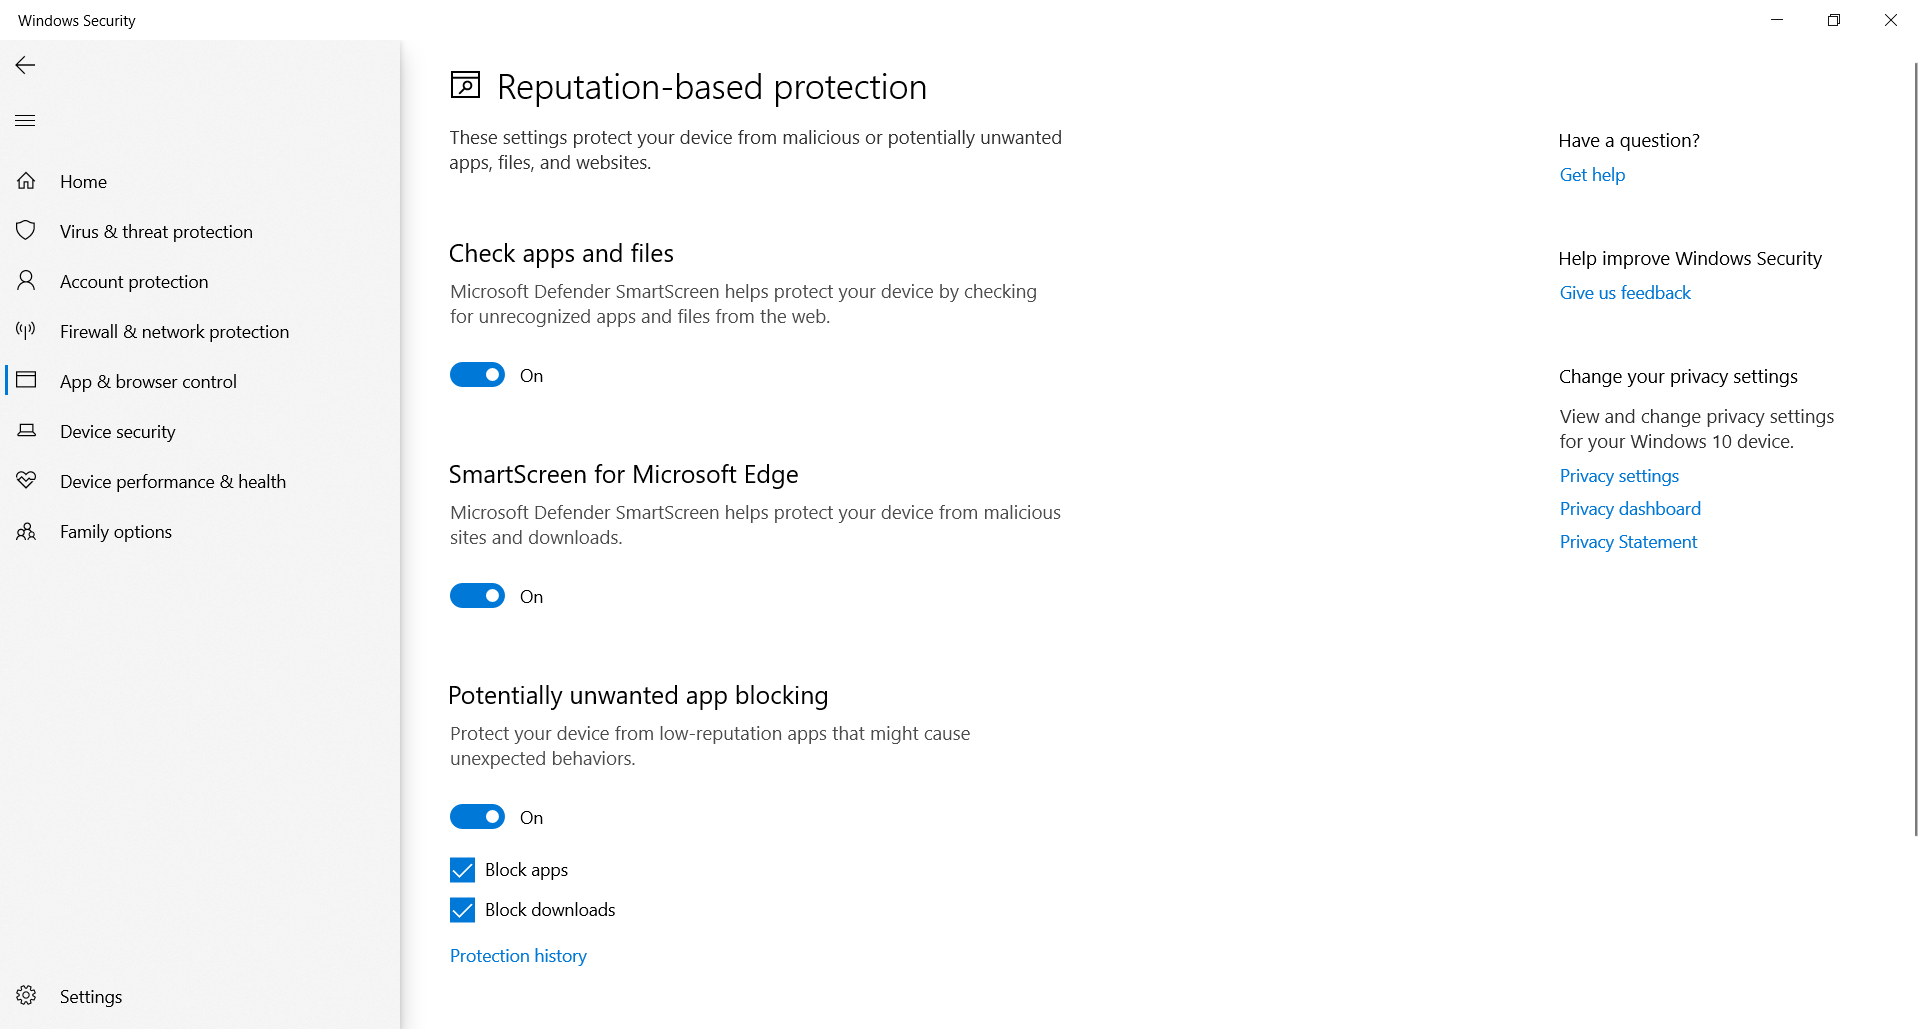 Windows Security
Home
Virus & threat protection
Account protection
Firewall & network protection
App & browser control
Device security
Device performance & health
Family options
Settings
Reputation-based protection
These settings protect your device from malicious or potentially unwanted
apps, files, and websites.
Check apps and files
Microsoft Defender SmartScreen helps protect your device by checking
for unrecognized apps and files from the web.
On
SmartScreen for Microsoft Edge
Microsoft Defender SmartScreen helps protect your device from malicious
sites and downloads.
On
Potentially unwanted app blocking
Protect your device from low-reputation apps that might cause
unexpected behaviors.
On
Block apps
Block downloads
Protection history
Have a question?
Get help
Help improve Windows Security
Give us feedback
Change your privacy settings
View and change privacy settings
for your Windows 10 device.
Privacy settings
Privacy dashboard
Privacy Statement